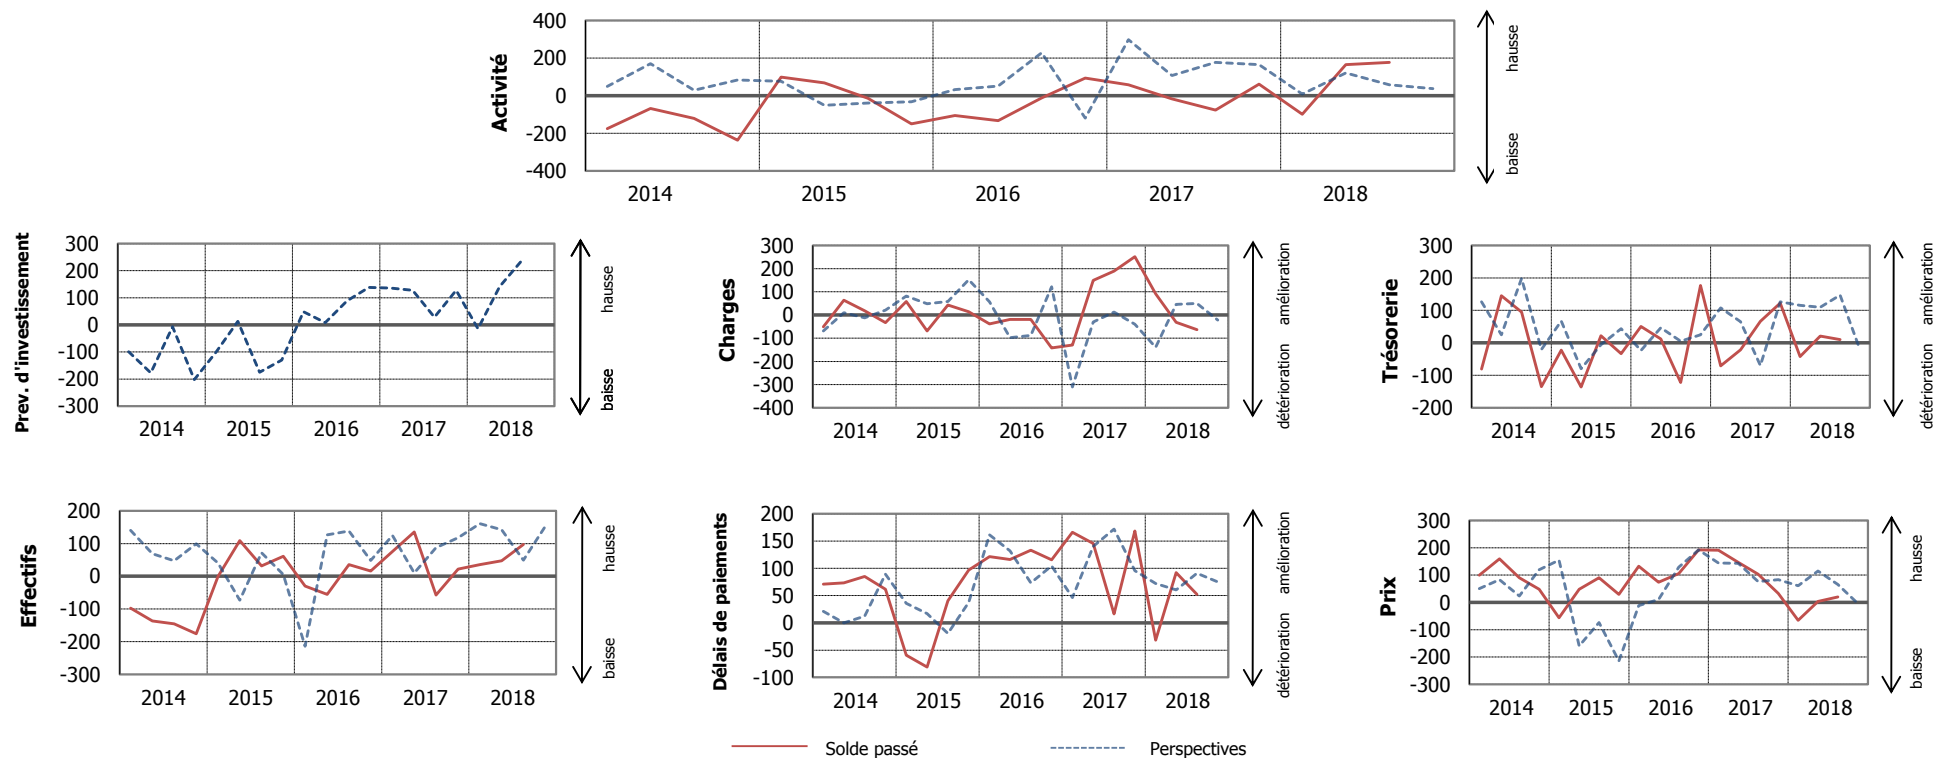 Activité
400
200
0
-200
-400
2014 2015 2016 2017 2018
hausse
baisse
Prev. d'investissement
300
200
100
0
-100
-200
-300
2014 2015 2016 2017 2018
hausse
baisse
Charges
300
200
100
0
-100
-200
-300
-400
2014 2015 2016 2017 2018
amélioration
détérioration
Trésorerie
300
200
100
0
-100
-200
2014 2015 2016 2017 2018
amélioration
détérioration
Effectifs
200
100
0
-100
-200
-300
2014 2015 2016 2017 2018
hausse
baisse
Délais de paiements
200
150
100
50
0
-50
-100
2014 2015 2016 2017 2018
amélioration
détérioration
Prix
300
200
100
0
-100
-200
-300
2014 2015 2016 2017 2018
hausse
baisse
Solde passé Perspectives